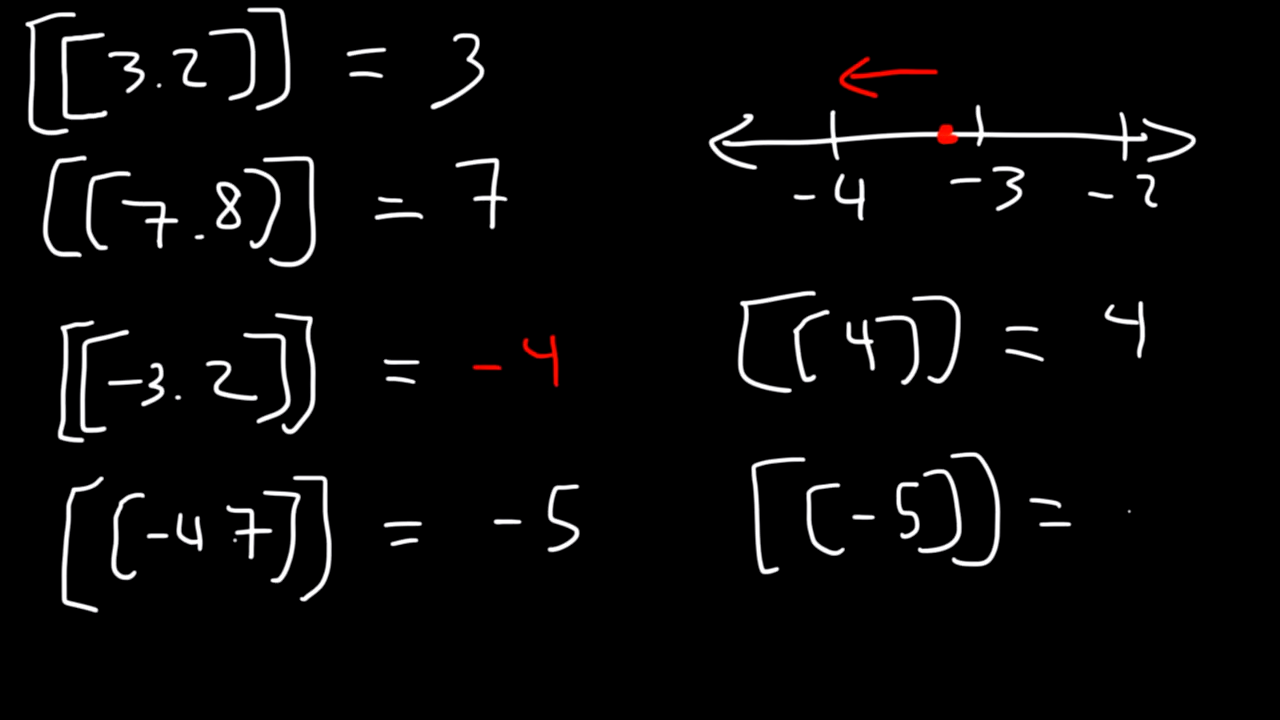 [[3.2]] = 3
[[7.8]] = 7
[[-3.2]] = -4
[[-4.7]] = -5
-4 -3 -2
[[4]] = 4
[[-5]] =